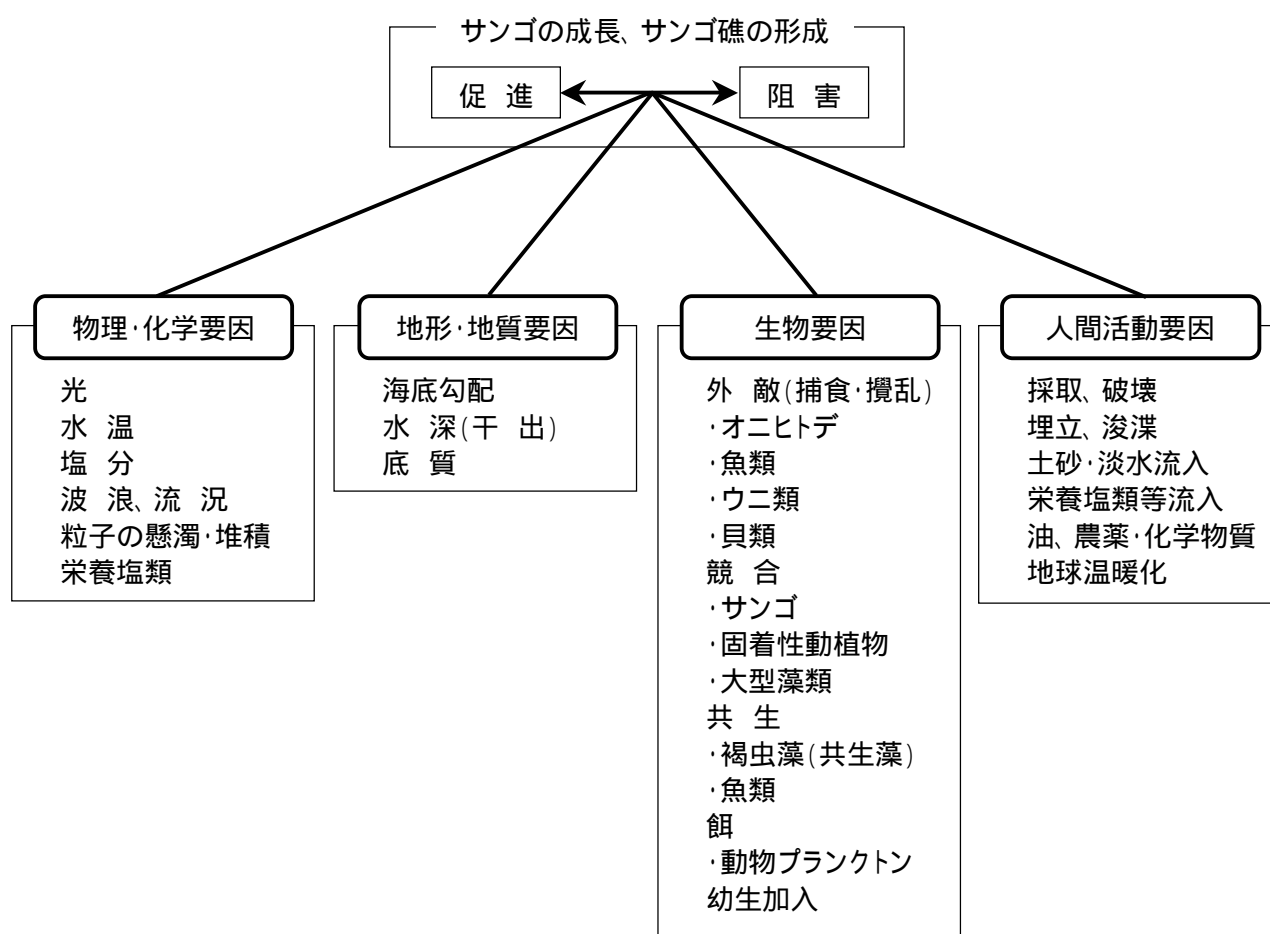 サンゴの成長、サンゴ礁の形成
促 進
阻 害
物理・化学要因
光
水 温
塩 分
波 浪、流 況
粒子の懸濁・堆積
栄養塩類
地形・地質要因
海底勾配
水 深(干 出)
底 質
生物要因
外 敵(捕食・攪乱)
・オニヒトデ
・魚類
・ウニ類
・貝類
競 合
・サンゴ
・固着性動植物
・大型藻類
共 生
・褐虫藻(共生藻)
・魚類
餌
・動物プランクトン
幼生加入
人間活動要因
採取、破壊
埋立、浚渫
土砂・淡水流入
栄養塩類等流入
油、農薬・化学物質
地球温暖化